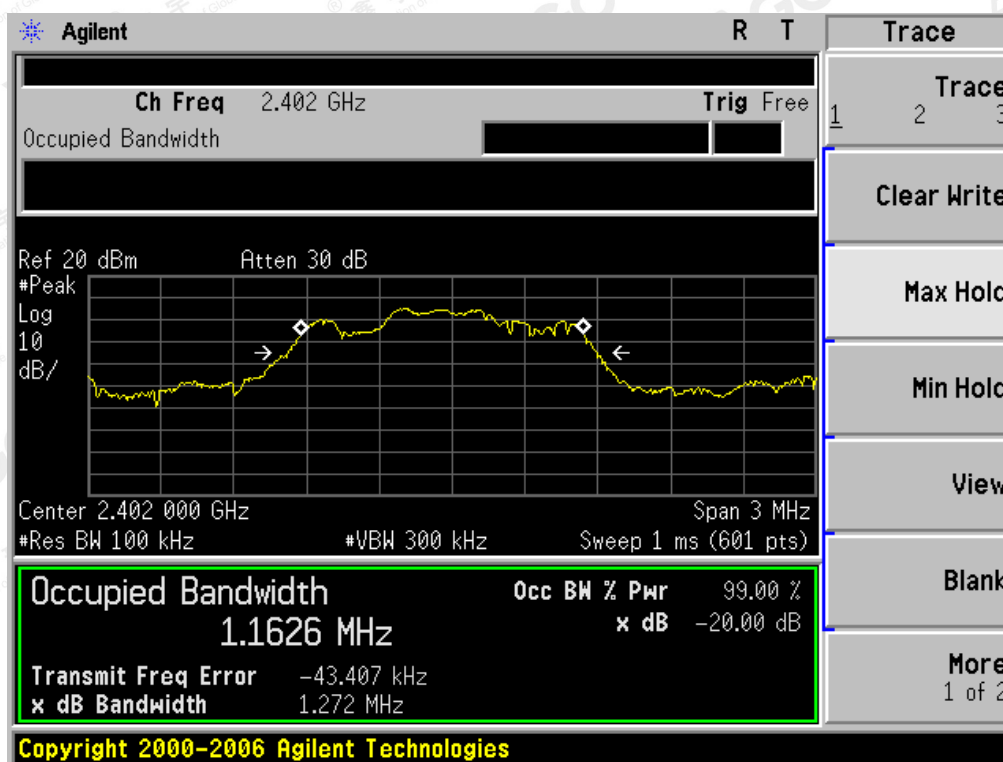 Agilent R T
Trace
Ch Freq 2.402 GHz Trig Free
Occupied Bandwidth
Trace
1 2 3
Clear Write
Max Hold
Min Hold
View
Blank
More
1 of 2
Ref 20 dBm Atten 30 dB
#Peak
Log
10
dB/
Center 2.402 000 GHz Span 3 MHz
#Res BW 100 kHz #VBW 300 kHz Sweep 1 ms (601 pts)
Occupied Bandwidth Occ BW % Pwr 99.00 %
1.1626 MHz x dB -20.00 dB
Transmit Freq Error -43.407 kHz
x dB Bandwidth 1.272 MHz
Copyright 2000-2006 Agilent Technologies